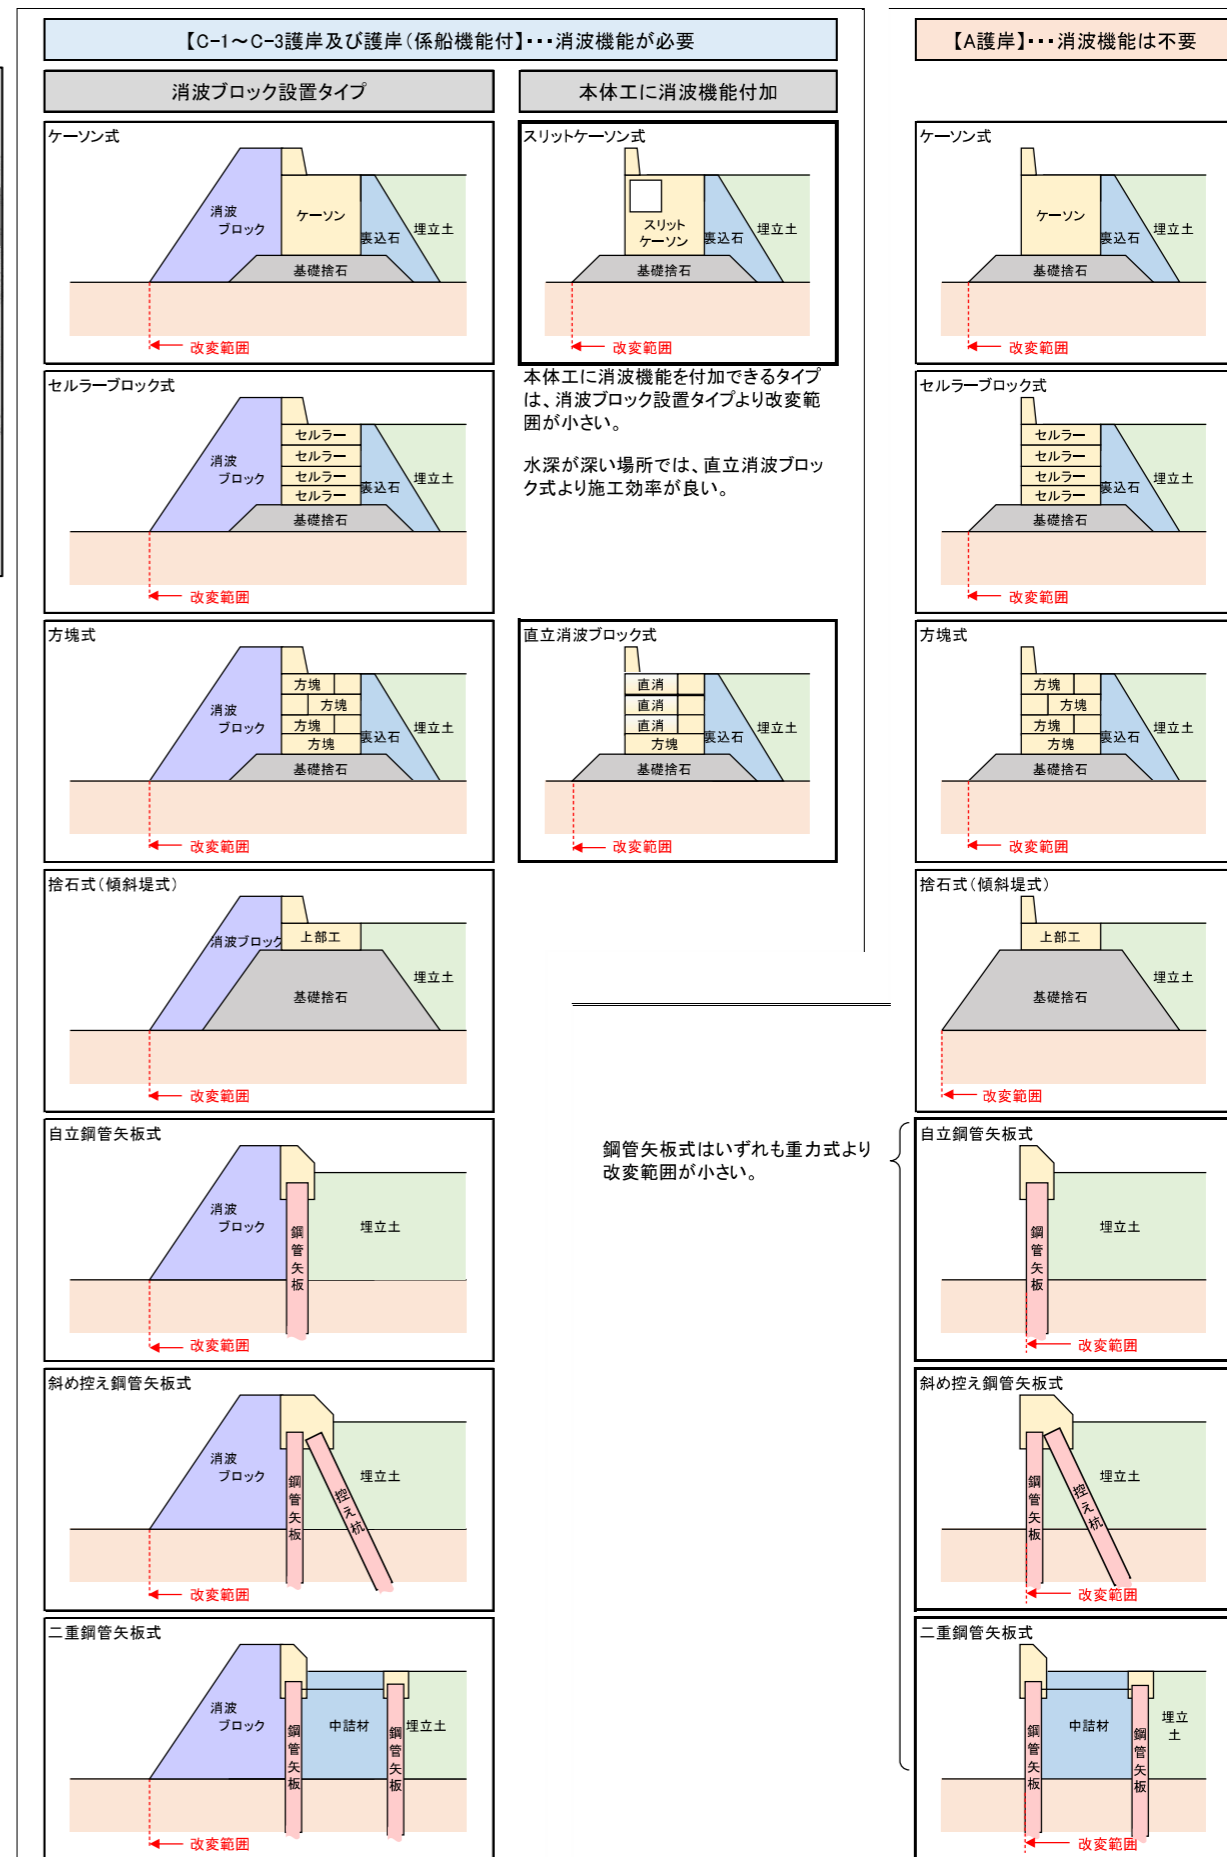 【C-1～C-3護岸及び護岸(係船機能付】･･･消波機能が必要
消波ブロック設置タイプ
本体工に消波機能付加
ケーソン式
消波
ブロック
ケーソン
裏込石
埋立土
基礎捨石
改変範囲
スリットケーソン式
スリット
ケーソン
裏込石
埋立土
基礎捨石
改変範囲
本体工に消波機能を付加できるタイプ
は、消波ブロック設置タイプより改変範
囲が小さい。
水深が深い場所では、直立消波ブロッ
ク式より施工効率が良い。
セルラーブロック式
消波
ブロック
セルラー
セルラー
セルラー
セルラー
裏込石
埋立土
基礎捨石
改変範囲
方塊式
消波
ブロック
方塊
方塊
方塊
方塊
裏込石
埋立土
基礎捨石
改変範囲
直立消波ブロック式
直消
直消
直消
方塊
裏込石
埋立土
基礎捨石
改変範囲
捨石式(傾斜堤式)
消波ブロック
上部工
埋立土
基礎捨石
改変範囲
自立鋼管矢板式
消波
ブロック
鋼管矢板
埋立土
改変範囲
斜め控え鋼管矢板式
消波
ブロック
鋼管矢板
控え杭
埋立土
改変範囲
二重鋼管矢板式
消波
ブロック
鋼管矢板
中詰材
鋼管矢板
埋立土
改変範囲
鋼管矢板式はいずれも重力式より
改変範囲が小さい。
【A護岸】･･･消波機能は不要
ケーソン式
ケーソン
裏込石
埋立土
基礎捨石
改変範囲
セルラーブロック式
セルラー
セルラー
セルラー
セルラー
裏込石
埋立土
基礎捨石
改変範囲
方塊式
方塊
方塊
方塊
方塊
裏込石
埋立土
基礎捨石
改変範囲
捨石式(傾斜堤式)
上部工
埋立土
基礎捨石
改変範囲
自立鋼管矢板式
鋼管矢板
埋立土
改変範囲
斜め控え鋼管矢板式
鋼管矢板
控え杭
埋立土
改変範囲
二重鋼管矢板式
鋼管矢板
中詰材
鋼管矢板
埋立
土
改変範囲